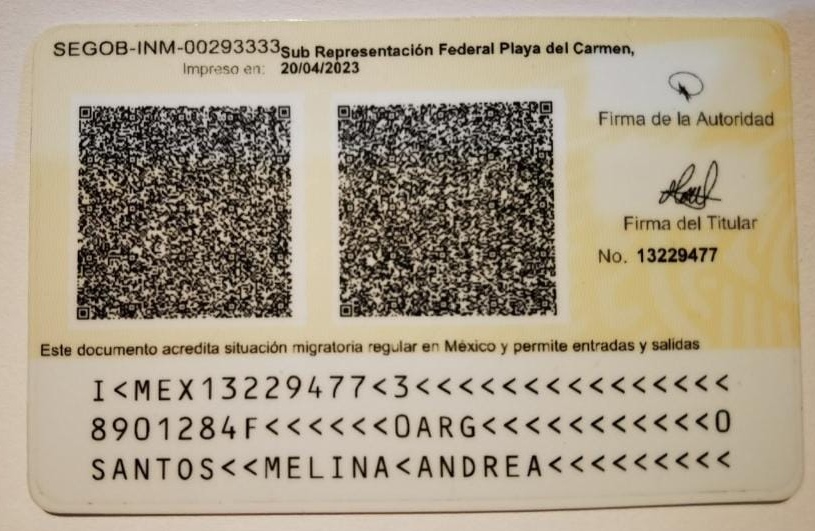 SEGOB-INM-00293333 Sub Representación Federal Playa del Carmen,
Impreso en: 20/04/2023
Firma de la Autoridad
Firma del Titular
No. 13229477
Este documento acredita situación migratoria regular en México y permite entradas y salidas
I<MEX13229477<3<<<<<<<<<<<<<<<
8901284F<<<<<<0ARG<<<<<<<<<<<0
SANTOS<<MELINA<ANDREA<<<<<<<<<